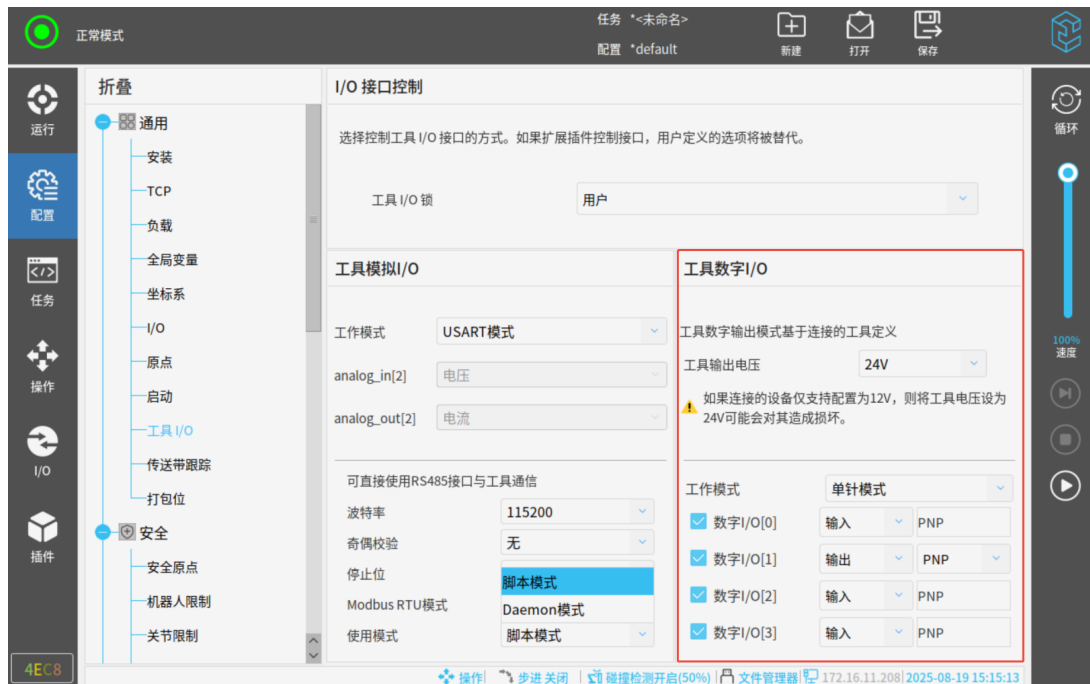 正常模式
任务 *<未命名>
配置 *default
新建
打开
保存
运行
配置
任务
操作
I/O
插件
4EC8
折叠
通用
安装
TCP
负载
全局变量
坐标系
I/O
原点
启动
工具 I/O
传送带跟踪
打包位
安全
安全原点
机器人限制
关节限制
I/O 接口控制
选择控制工具 I/O 接口的方式。如果扩展插件控制接口，用户定义的选项将被替代。
工具 I/O 锁 用户
工具模拟I/O
工作模式 USART模式
analog_in[2] 电压
analog_out[2] 电流
可直接使用RS485接口与工具通信
波特率 115200
奇偶校验 无
停止位
脚本模式
Modbus RTU模式
Daemon模式
使用模式 脚本模式
工具数字I/O
工具数字输出模式基于连接的工具定义
工具输出电压 24V
如果连接的设备仅支持配置为12V，则将工具电压设为
24V可能会对其造成损坏。
工作模式 单针模式
数字I/O[0] 输入 PNP
数字I/O[1] 输出 PNP
数字I/O[2] 输入 PNP
数字I/O[3] 输入 PNP
循环
100%
速度
操作 步进 关闭 碰撞检测开启(50%) 文件管理器 172.16.11.208 2025-08-19 15:15:13